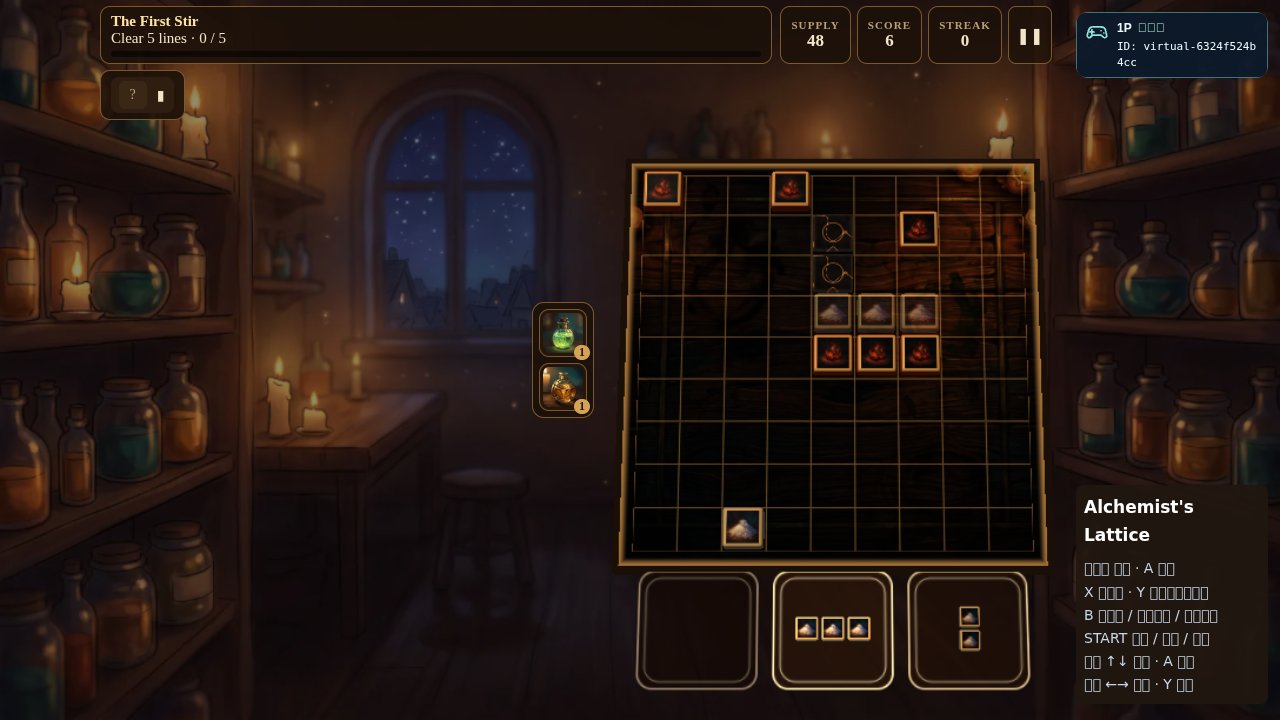 The First Stir
Clear 5 lines · 0 / 5
SUPPLY
48
SCORE
6
STREAK
0
1P
ID: virtual-6324f524b
4cc
?
1
1
Alchemist's
Lattice
· A
X · Y
B / /
START / /
↑↓ · A
←→ · Y